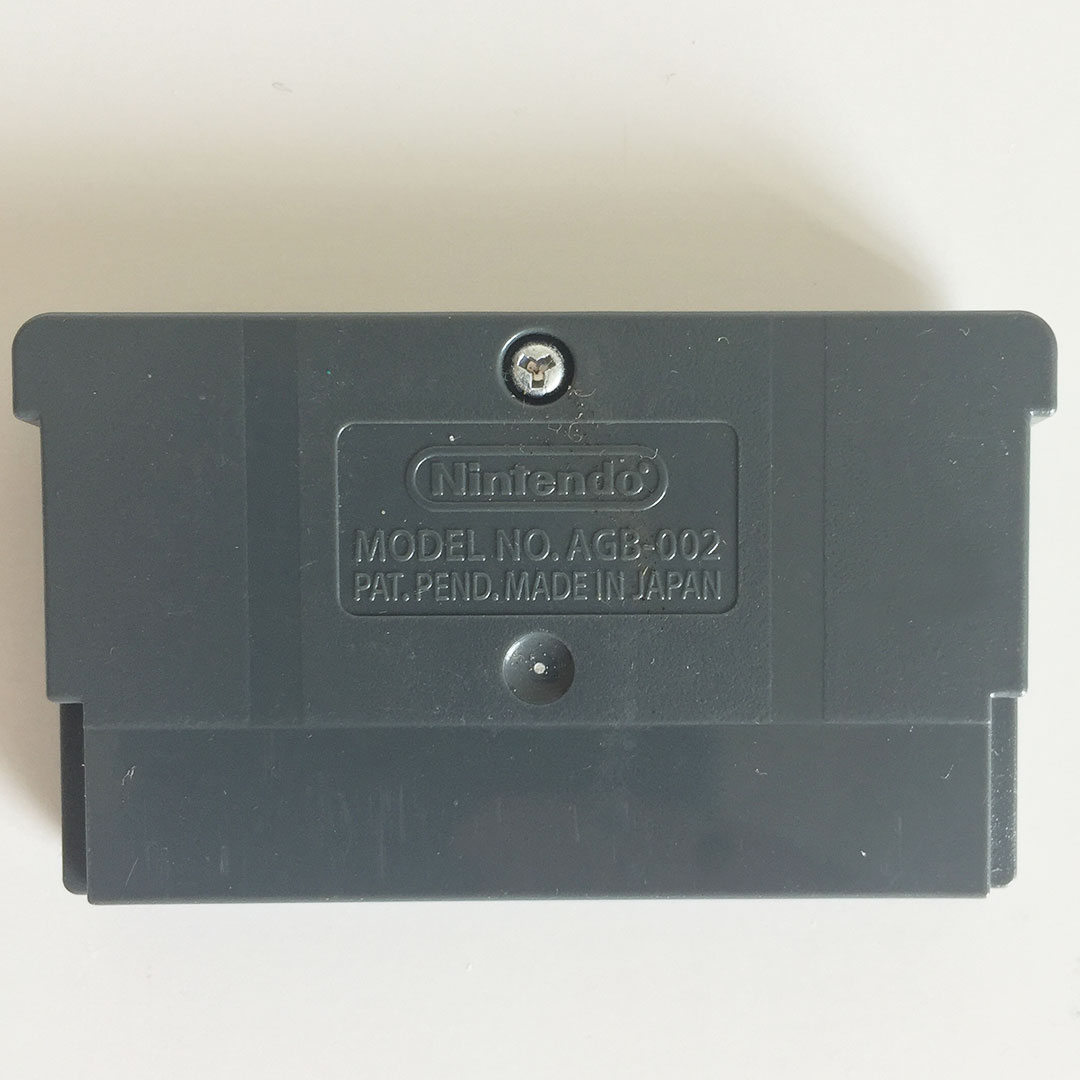 Nintendo®
MODEL NO. AGB-002
PAT. PEND. MADE IN JAPAN